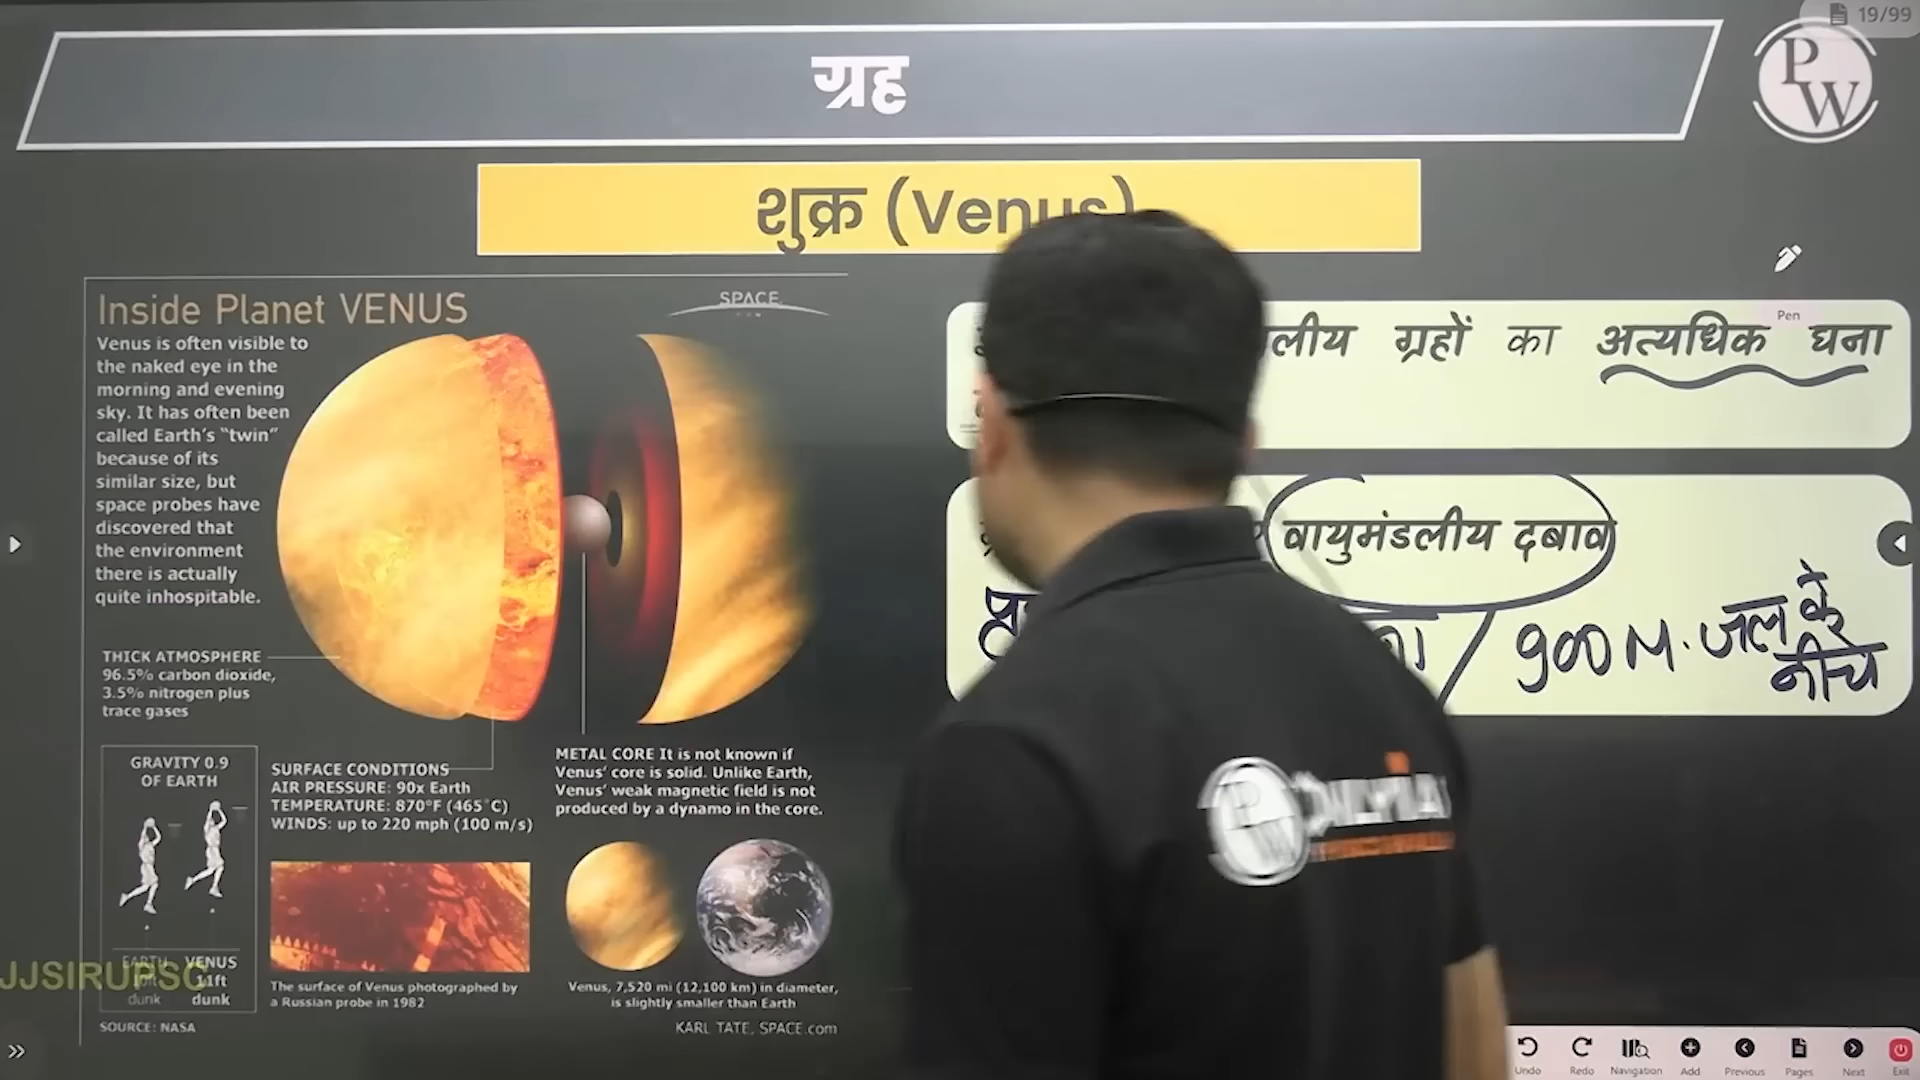 19/99
ग्रह
PW
शुक्र (Venus)
Inside Planet VENUS
SPACE
Venus is often visible to
the naked eye in the
morning and evening
sky. It has often been
called Earth's "twin"
because of its
similar size, but
space probes have
discovered that
the environment
there is actually
quite inhospitable.
THICK ATMOSPHERE
96.5% carbon dioxide,
3.5% nitrogen plus
trace gases
GRAVITY 0.9
OF EARTH
EARTH
10ft
dunk
VENUS
11ft
dunk
SURFACE CONDITIONS
AIR PRESSURE: 90x Earth
TEMPERATURE: 870°F (465°C)
WINDS: up to 220 mph (100 m/s)
METAL CORE It is not known if
Venus' core is solid. Unlike Earth,
Venus' weak magnetic field is not
produced by a dynamo in the core.
The surface of Venus photographed by
a Russian probe in 1982
Venus, 7,520 mi (12,100 km) in diameter,
is slightly smaller than Earth
SOURCE: NASA
KARL TATE, SPACE.com
JJSIRUPSC
Pen
ग्रहों का अत्यधिक घना
वायुमंडलीय दबाव
900 M. जल के
नीचे
PW
Undo Redo Navigation Add Previous Pages Next Exit